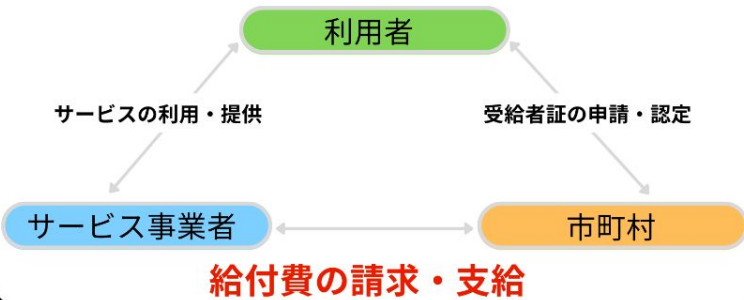 利用者
サービスの利用・提供
受給者証の申請・認定
サービス事業者
市町村
給付費の請求・支給